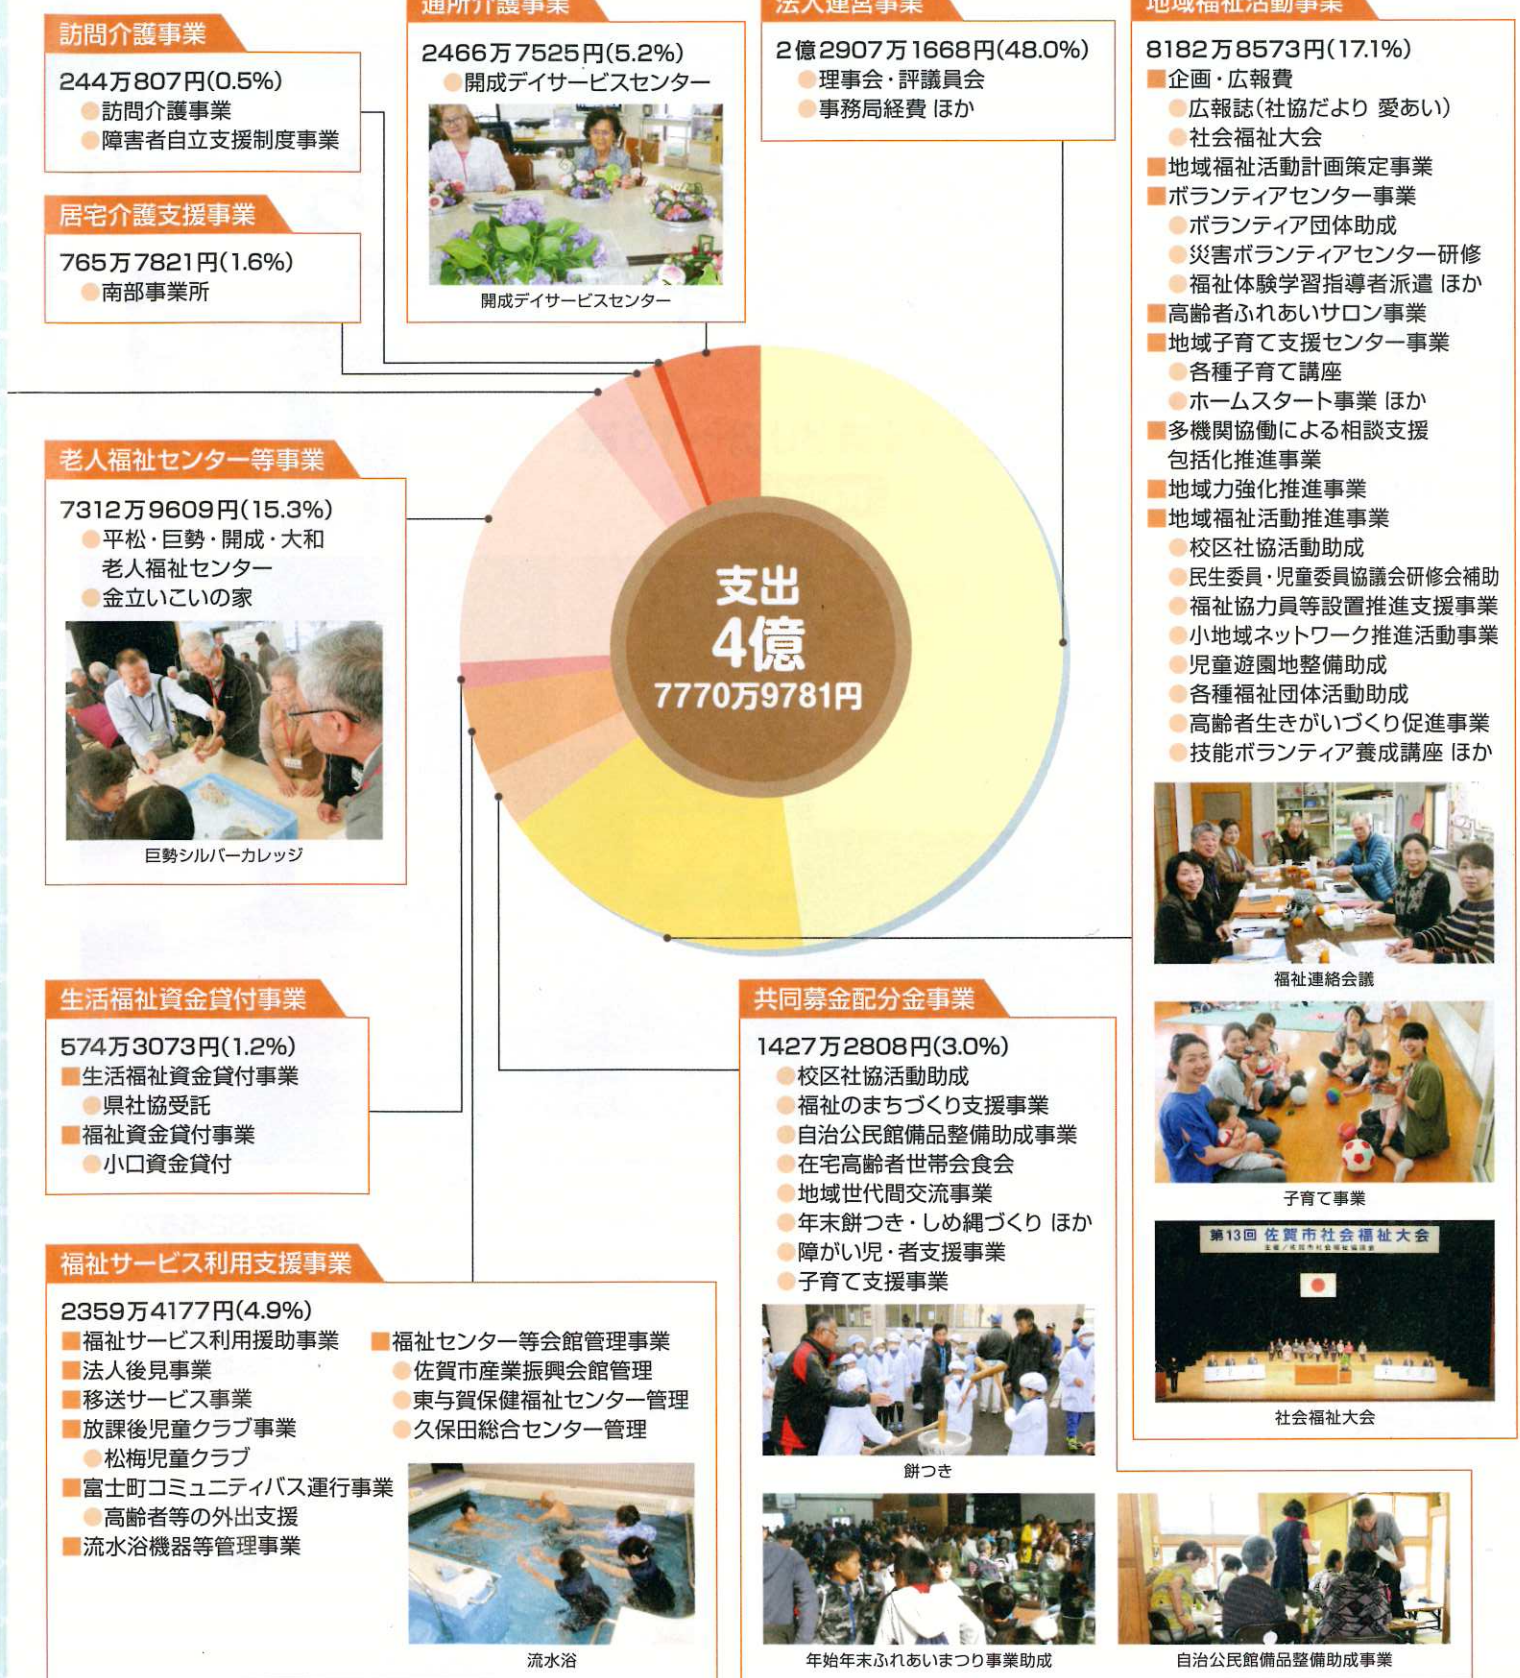 訪問介護事業
244万807円(0.5%)
●訪問介護事業
●障害者自立支援制度事業
居宅介護支援事業
765万7821円(1.6%)
●南部事業所
通所介護事業
2466万7525円(5.2%)
●開成デイサービスセンター
開成デイサービスセンター
法人運営事業
2億2907万1668円(48.0%)
●理事会・評議員会
●事務局経費 ほか
地域福祉活動事業
8182万8573円(17.1%)
■企画・広報費
●広報誌(社協だより 愛あい)
●社会福祉大会
■地域福祉活動計画策定事業
■ボランティアセンター事業
●ボランティア団体助成
●災害ボランティアセンター研修
●福祉体験学習指導者派遣 ほか
■高齢者ふれあいサロン事業
■地域子育て支援センター事業
●各種子育て講座
●ホームスタート事業 ほか
■多機関協働による相談支援
包括化推進事業
■地域力強化推進事業
■地域福祉活動推進事業
●校区社協活動助成
●民生委員・児童委員協議会研修会補助
●福祉協力員等設置推進支援事業
●小地域ネットワーク推進活動事業
●児童遊園地整備助成
●各種福祉団体活動助成
●高齢者生きがいづくり促進事業
●技能ボランティア養成講座 ほか
福祉連絡会議
子育て事業
第13回 佐賀市社会福祉大会
主催/佐賀市社会福祉協議会
社会福祉大会
支出
4億
7770万9781円
老人福祉センター等事業
7312万9609円(15.3%)
●平松・巨勢・開成・大和
老人福祉センター
●金立いこいの家
巨勢シルバーカレッジ
生活福祉資金貸付事業
574万3073円(1.2%)
■生活福祉資金貸付事業
●県社協受託
■福祉資金貸付事業
●小口資金貸付
福祉サービス利用支援事業
2359万4177円(4.9%)
■福祉サービス利用援助事業
■法人後見事業
■移送サービス事業
■放課後児童クラブ事業
●松梅児童クラブ
■富士町コミュニティバス運行事業
●高齢者等の外出支援
■流水浴機器等管理事業
■福祉センター等会館管理事業
●佐賀市産業振興会館管理
●東与賀保健福祉センター管理
●久保田総合センター管理
流水浴
共同募金配分金事業
1427万2808円(3.0%)
●校区社協活動助成
●福祉のまちづくり支援事業
●自治公民館備品整備助成事業
●在宅高齢者世帯会食会
●地域世代間交流事業
●年末餅つき・しめ縄づくり ほか
●障がい児・者支援事業
●子育て支援事業
餅つき
年始年末ふれあいまつり事業助成
自治公民館備品整備助成事業